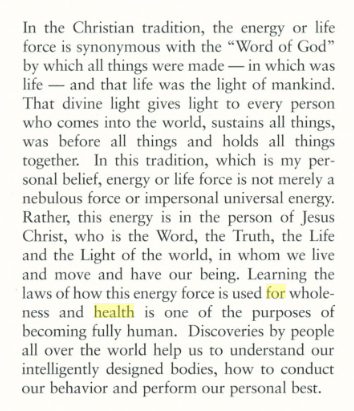 In the Christian tradition, the energy or life
force is synonymous with the “Word of God”
by which all things were made — in which was
life — and that life was the light of mankind.
That divine light gives light to every person
who comes into the world, sustains all things,
was before all things and holds all things
together. In this tradition, which is my per-
sonal belief, energy or life force is not merely a
nebulous force or impersonal universal energy.
Rather, this energy is in the person of Jesus
Christ, who is the Word, the Truth, the Life
and the Light of the world, in whom we live
and move and have our being. Learning the
laws of how this energy force is used for whole-
ness and health is one of the purposes of
becoming fully human. Discoveries by people
all over the world help us to understand our
intelligently designed bodies, how to conduct
our behavior and perform our personal best.